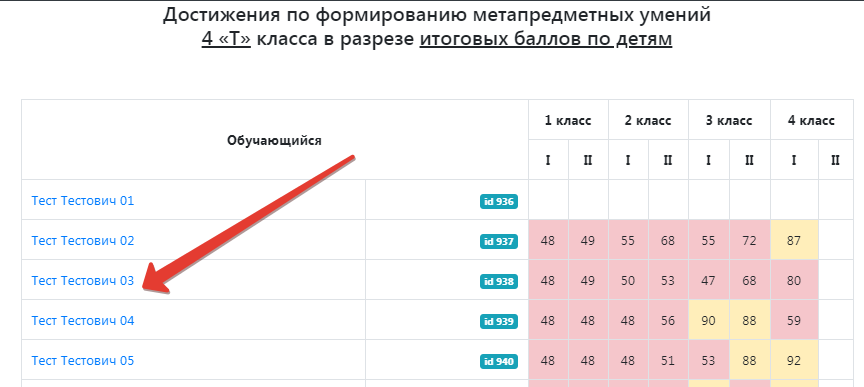 Достижения по формированию метапредметных умений
4 «Т» класса в разрезе итоговых баллов по детям
Обучающийся 1 класс 2 класс 3 класс 4 класс
I II I II I II I II
Тест Тестович 01 id 936
Тест Тестович 02 id 937 48 49 55 68 55 72 87
Тест Тестович 03 id 938 48 49 50 53 47 68 80
Тест Тестович 04 id 939 48 48 48 56 90 88 59
Тест Тестович 05 id 940 48 48 48 51 53 88 92